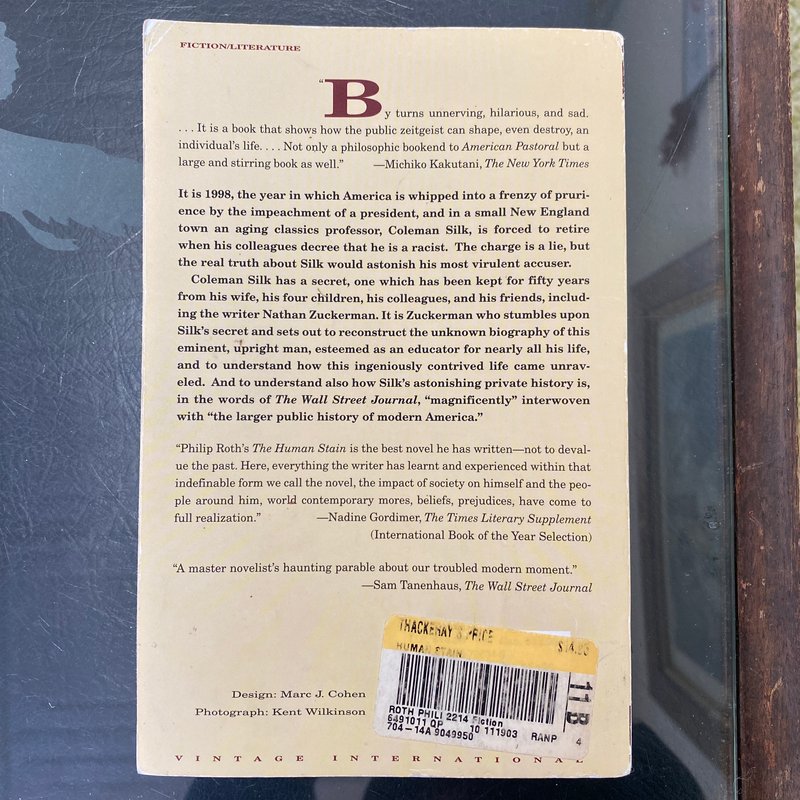 FICTION/LITERATURE
"By turns unnerving, hilarious, and sad.
. . . It is a book that shows how the public zeitgeist can shape, even destroy, an
individual's life. . . . Not only a philosophic bookend to American Pastoral but a
large and stirring book as well." —Michiko Kakutani, The New York Times
It is 1998, the year in which America is whipped into a frenzy of pruri-
ence by the impeachment of a president, and in a small New England
town an aging classics professor, Coleman Silk, is forced to retire
when his colleagues decree that he is a racist. The charge is a lie, but
the real truth about Silk would astonish his most virulent accuser.
Coleman Silk has a secret, one which has been kept for fifty years
from his wife, his four children, his colleagues, and his friends, includ-
ing the writer Nathan Zuckerman. It is Zuckerman who stumbles upon
Silk's secret and sets out to reconstruct the unknown biography of this
eminent, upright man, esteemed as an educator for nearly all his life,
and to understand how this ingeniously contrived life came unrav-
eled. And to understand also how Silk's astonishing private history is,
in the words of The Wall Street Journal, "magnificently" interwoven
with "the larger public history of modern America."
"Philip Roth's The Human Stain is the best novel he has written—not to deval-
ue the past. Here, everything the writer has learnt and experienced within that
indefinable form we call the novel, the impact of society on himself and the peo-
ple around him, world contemporary mores, beliefs, prejudices, have come to
full realization." —Nadine Gordimer, The Times Literary Supplement
(International Book of the Year Selection)
"A master novelist's haunting parable about our troubled modern moment."
—Sam Tanenhaus, The Wall Street Journal
THACKERAY'S PRICE
HUMAN STAIN
ROTH PHILI 2214 Fiction
6491011 QP 10 111903 RANP
704-14A 9049950
11 B
4
Design: Marc J. Cohen
Photograph: Kent Wilkinson
VINTAGE INTERNATIONAL